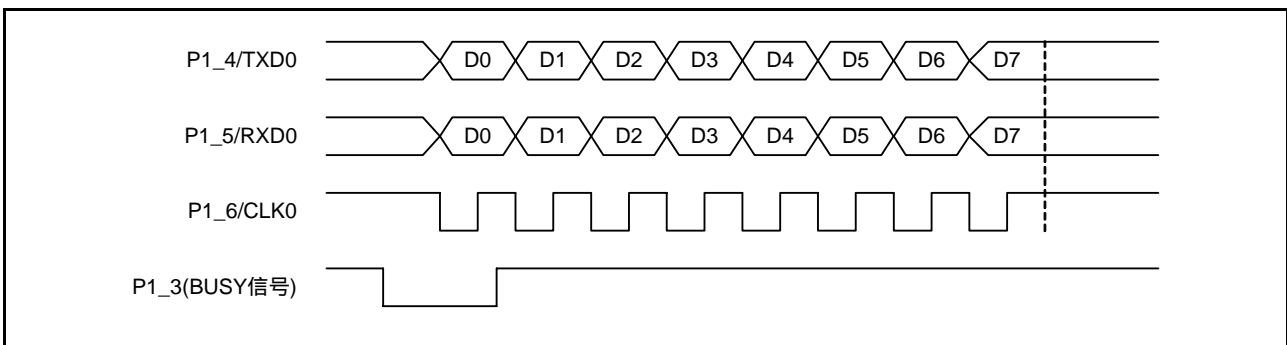 P1_4/TXD0 D0 D1 D2 D3 D4 D5 D6 D7
P1_5/RXD0 D0 D1 D2 D3 D4 D5 D6 D7
P1_6/CLK0
P1_3(BUSY信号)